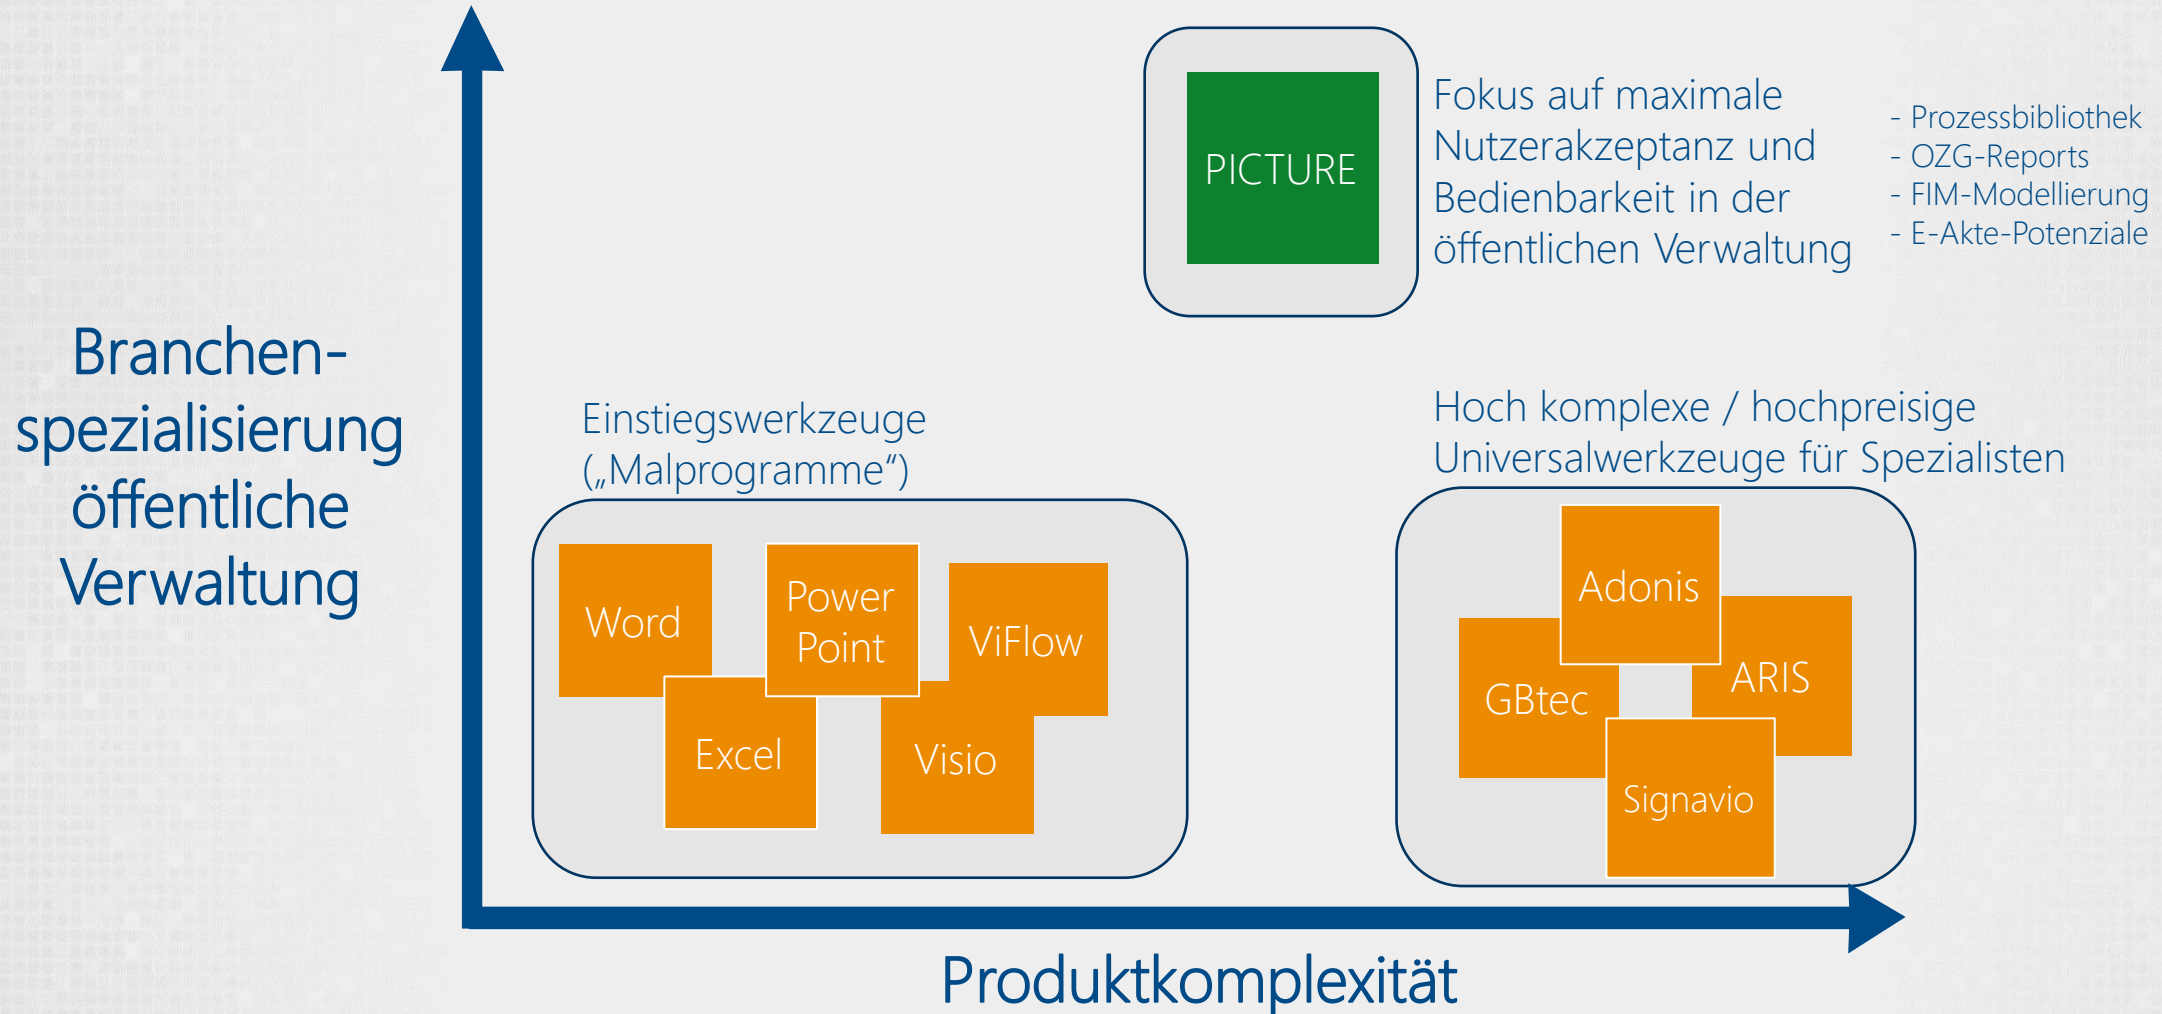 PICTURE
Fokus auf maximale
Nutzerakzeptanz und
Bedienbarkeit in der
öffentlichen Verwaltung
- Prozessbibliothek
- OZG-Reports
- FIM-Modellierung
- E-Akte-Potenziale
Branchen-
spezialisierung
öffentliche
Verwaltung
Einstiegswerkzeuge
(„Malprogramme“)
Word
Power
Point
ViFlow
Excel
Visio
Hoch komplexe / hochpreisige
Universalwerkzeuge für Spezialisten
Adonis
GBtec
ARIS
Signavio
Produktkomplexität